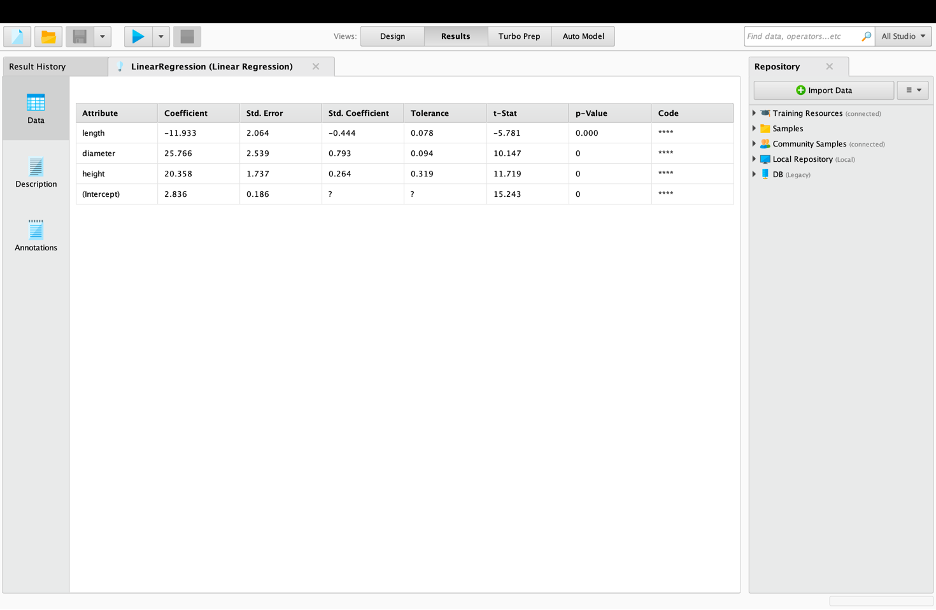 Views: Design Results Turbo Prep Auto Model Find data, operators...etc All Studio
Result History LinearRegression (Linear Regression) Repository
Import Data
Data
Description
Annotations
Attribute Coefficient Std. Error Std. Coefficient Tolerance t-Stat p-Value Code
length -11.933 2.064 -0.444 0.078 -5.781 0.000 ****
diameter 25.766 2.539 0.793 0.094 10.147 0 ****
height 20.358 1.737 0.264 0.319 11.719 0 ****
(Intercept) 2.836 0.186 ? ? 15.243 0 ****
Training Resources (connected)
Samples
Community Samples (connected)
Local Repository (Local)
DB (Legacy)